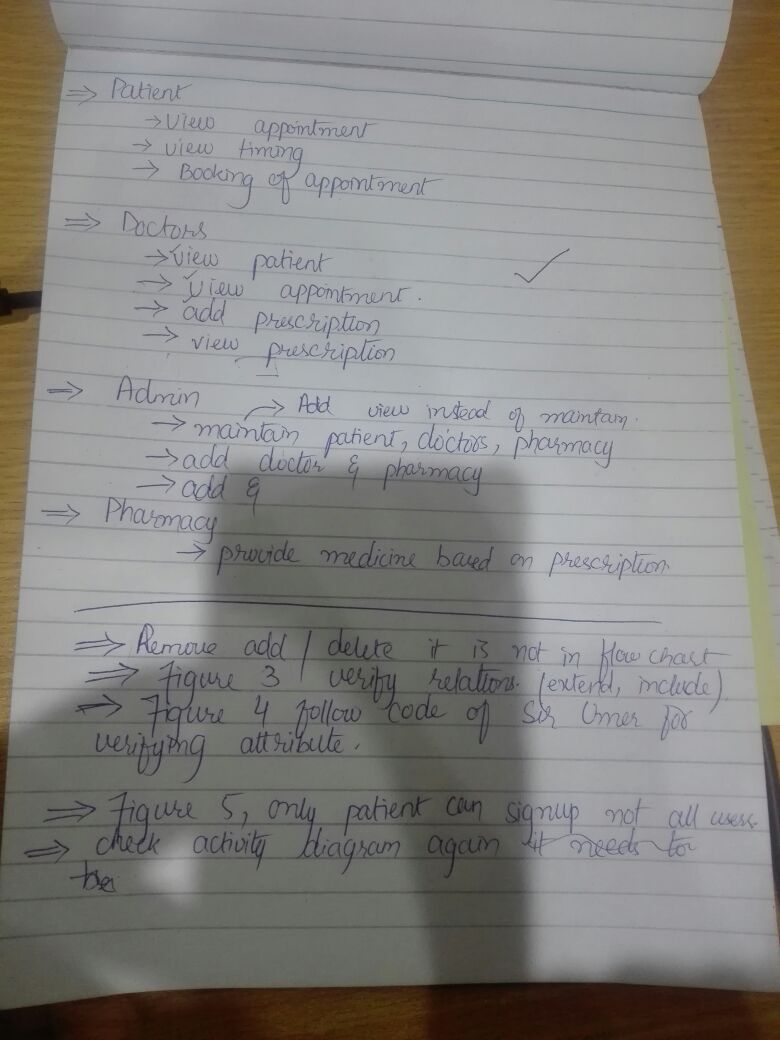 ⇒ Patient
→ View appointment
→ view timing
→ Booking of appointment
⇒ Doctors
→ View patient
→ View appointment.
→ add prescription
→ view prescription
⇒ Admin → Add view instead of maintain.
→ maintain patient, doctors, pharmacy
→ add doctor & pharmacy
→ add &
⇒ Pharmacy
→ provide medicine based on prescription
⇒ Remove add / delete it is not in flow chart
⇒ Figure 3 verify relations. (extend, include)
⇒ Figure 4 follow code of Sir Umer for
verifying attribute.
⇒ Figure 5, only patient can signup not all users.
⇒ check activity diagram again it needs to
be